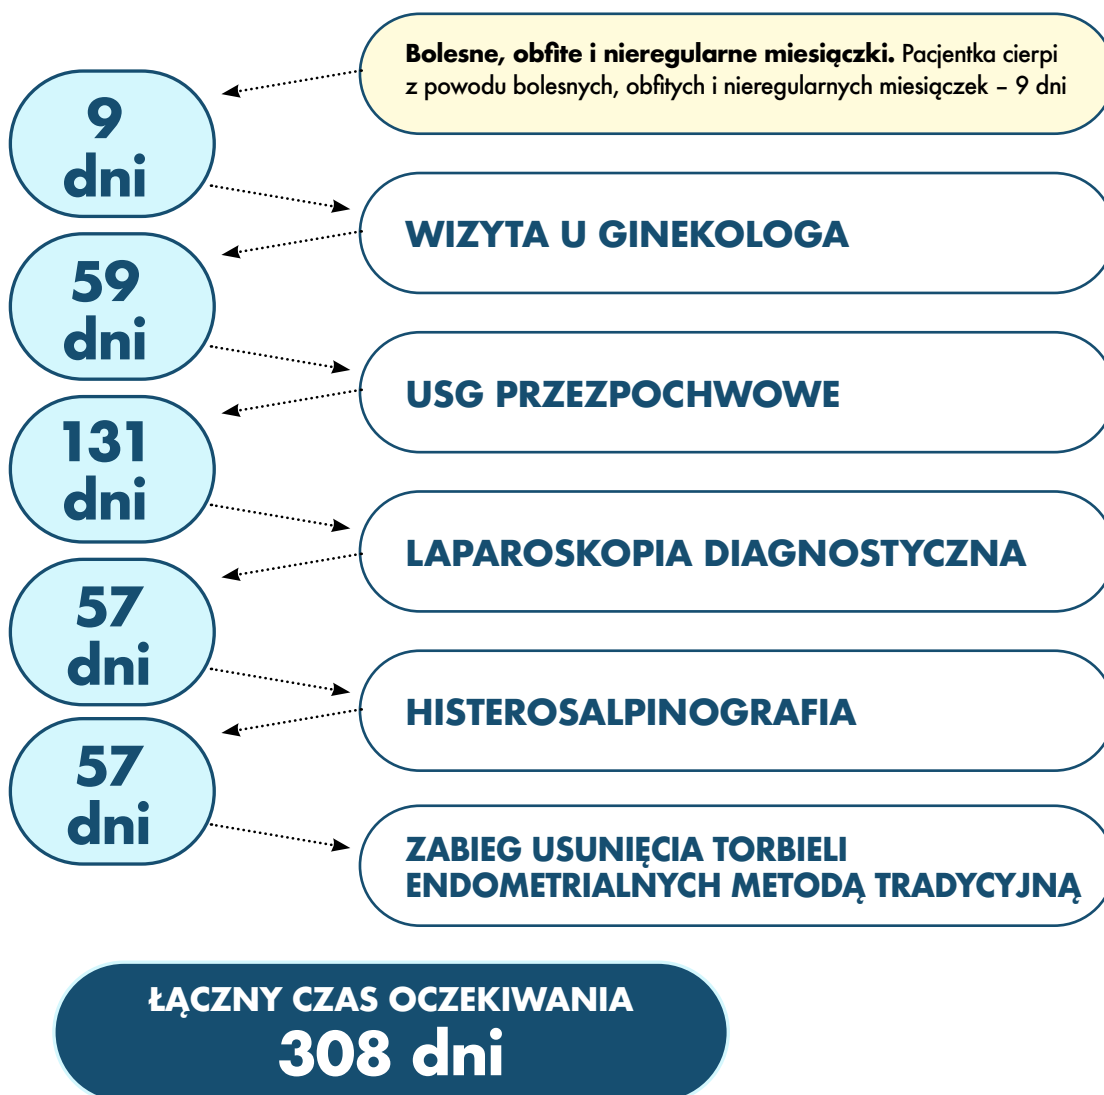 Bolesne, obfite i nieregularne miesiączki. Pacjentka cierpi
z powodu bolesnych, obfitych i nieregularnych miesiączek – 9 dni
9
dni
WIZYTA U GINEKOLOGA
59
dni
USG PRZEZPOCHWOWE
131
dni
LAPAROSKOPIA DIAGNOSTYCZNA
57
dni
HISTEROSALPINOGRAFIA
57
dni
ZABIEG USUNIĘCIA TORBIELI
ENDOMETRIALNYCH METODĄ TRADYCYJNĄ
ŁĄCZNY CZAS OCZEKIWANIA
308 dni